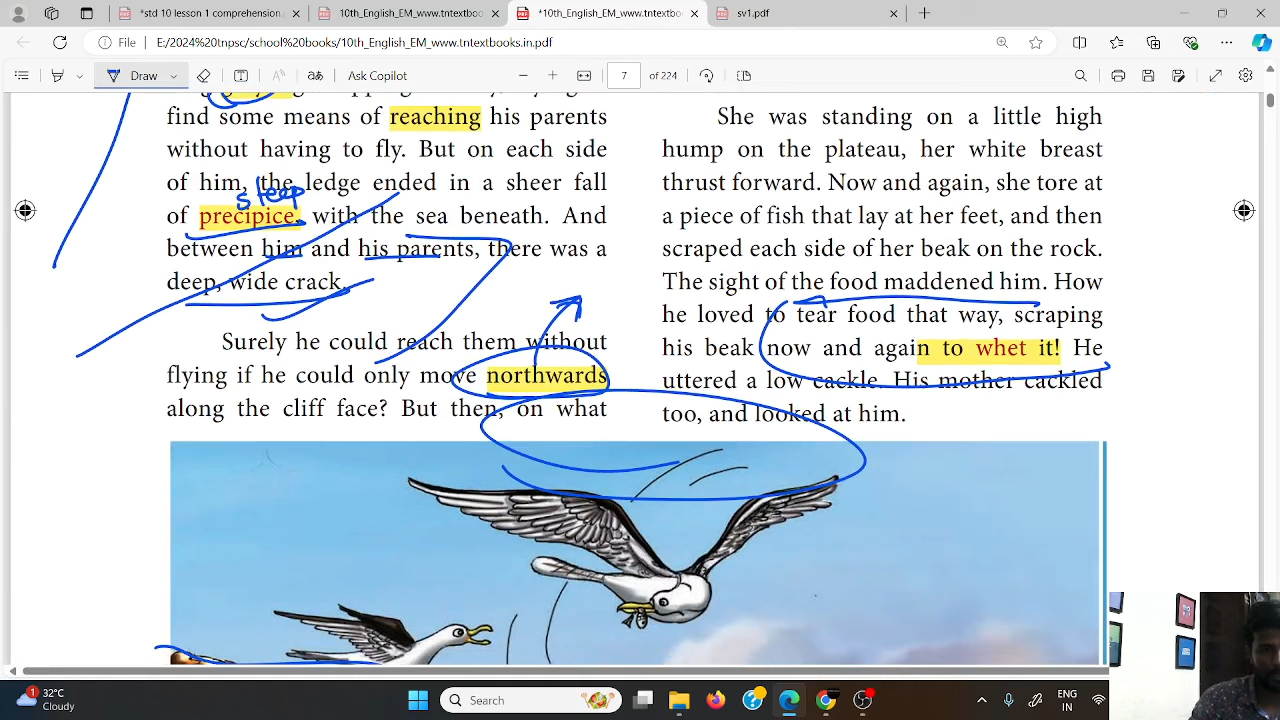 *std 10 lesson 1 comprehension
10th_English_EM_www.tntextbooks
*10th_English_EM_www.tntextbooks
sv1.pdf
File
E:/2024%20tnpsc/school%20books/10th_English_EM_www.tntextbooks.in.pdf
Draw
Ask Copilot
7 of 224
find some means of reaching his parents
without having to fly. But on each side
of him, the ledge ended in a sheer fall
steep
of precipice, with the sea beneath. And
between him and his parents, there was a
deep, wide crack.
Surely he could reach them without
flying if he could only move northwards
along the cliff face? But then, on what
She was standing on a little high
hump on the plateau, her white breast
thrust forward. Now and again, she tore at
a piece of fish that lay at her feet, and then
scraped each side of her beak on the rock.
The sight of the food maddened him. How
he loved to tear food that way, scraping
his beak now and again to whet it! He
uttered a low cackle. His mother cackled
too, and looked at him.
1
32°C
Cloudy
Search
ENG
IN